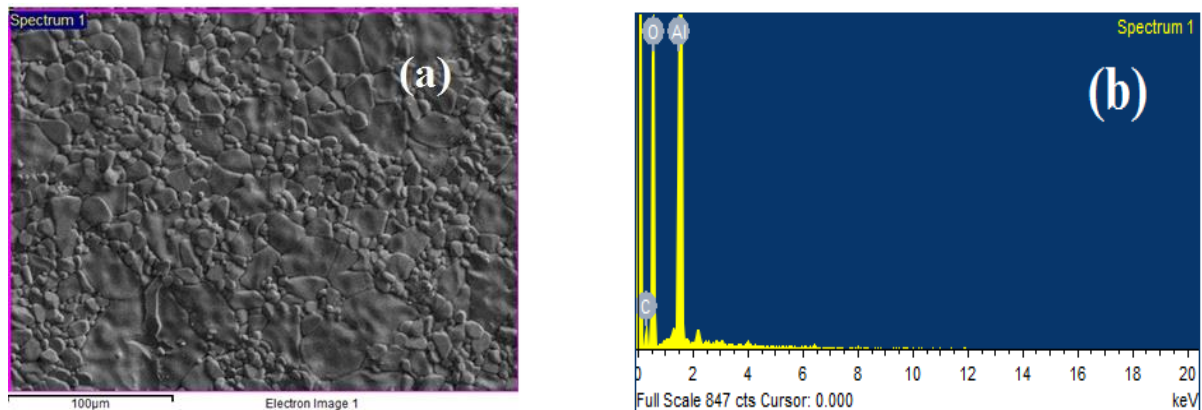 Spectrum 1
(a)
100µm
Electron Image 1
Spectrum 1
O
Al
C
(b)
0 2 4 6 8 10 12 14 16 18 20
Full Scale 847 cts Cursor: 0.000
keV